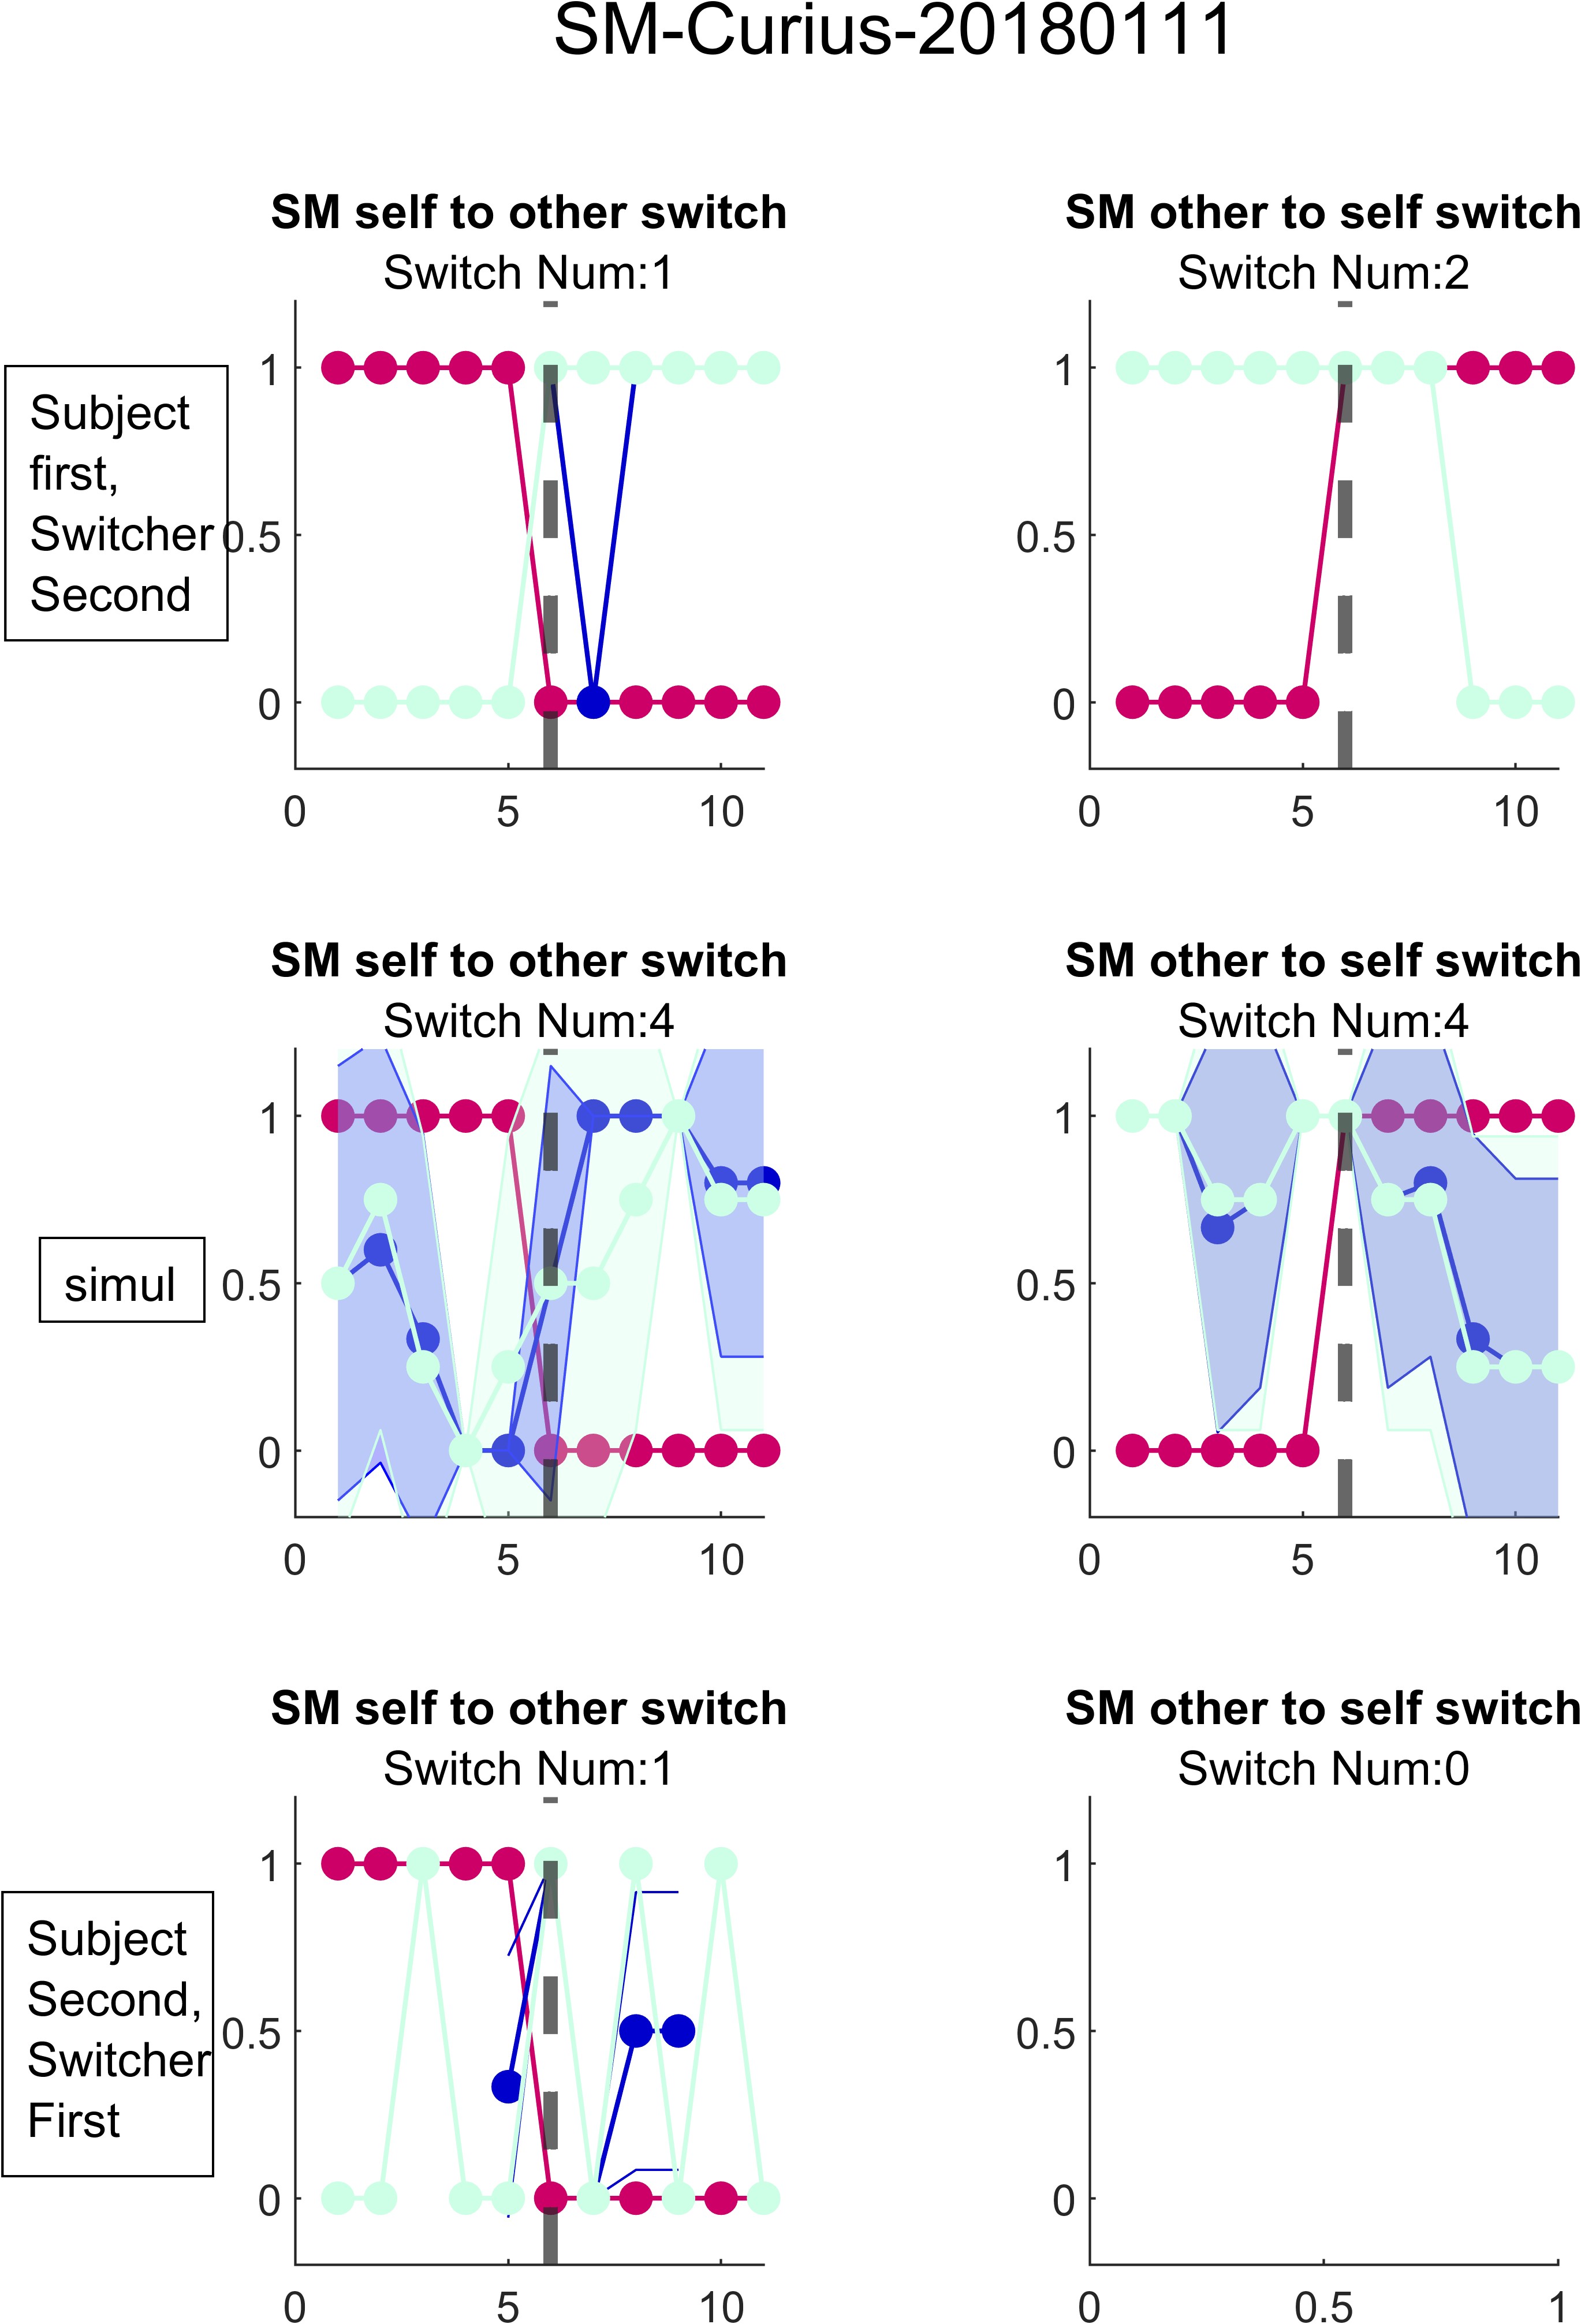 SM-Curius-20180111
SM self to other switch
Switch Num:1
SM other to self switch
Switch Num:2
Subject
first,
Switcher
Second
1
0.5
0
0
5
10
1
0.5
0
0
5
10
SM self to other switch
Switch Num:4
SM other to self switch
Switch Num:4
simul
1
0.5
0
0
5
10
1
0.5
0
0
5
10
SM self to other switch
Switch Num:1
SM other to self switch
Switch Num:0
Subject
Second,
Switcher
First
1
0.5
0
0
5
10
1
0.5
0
0
0.5
1